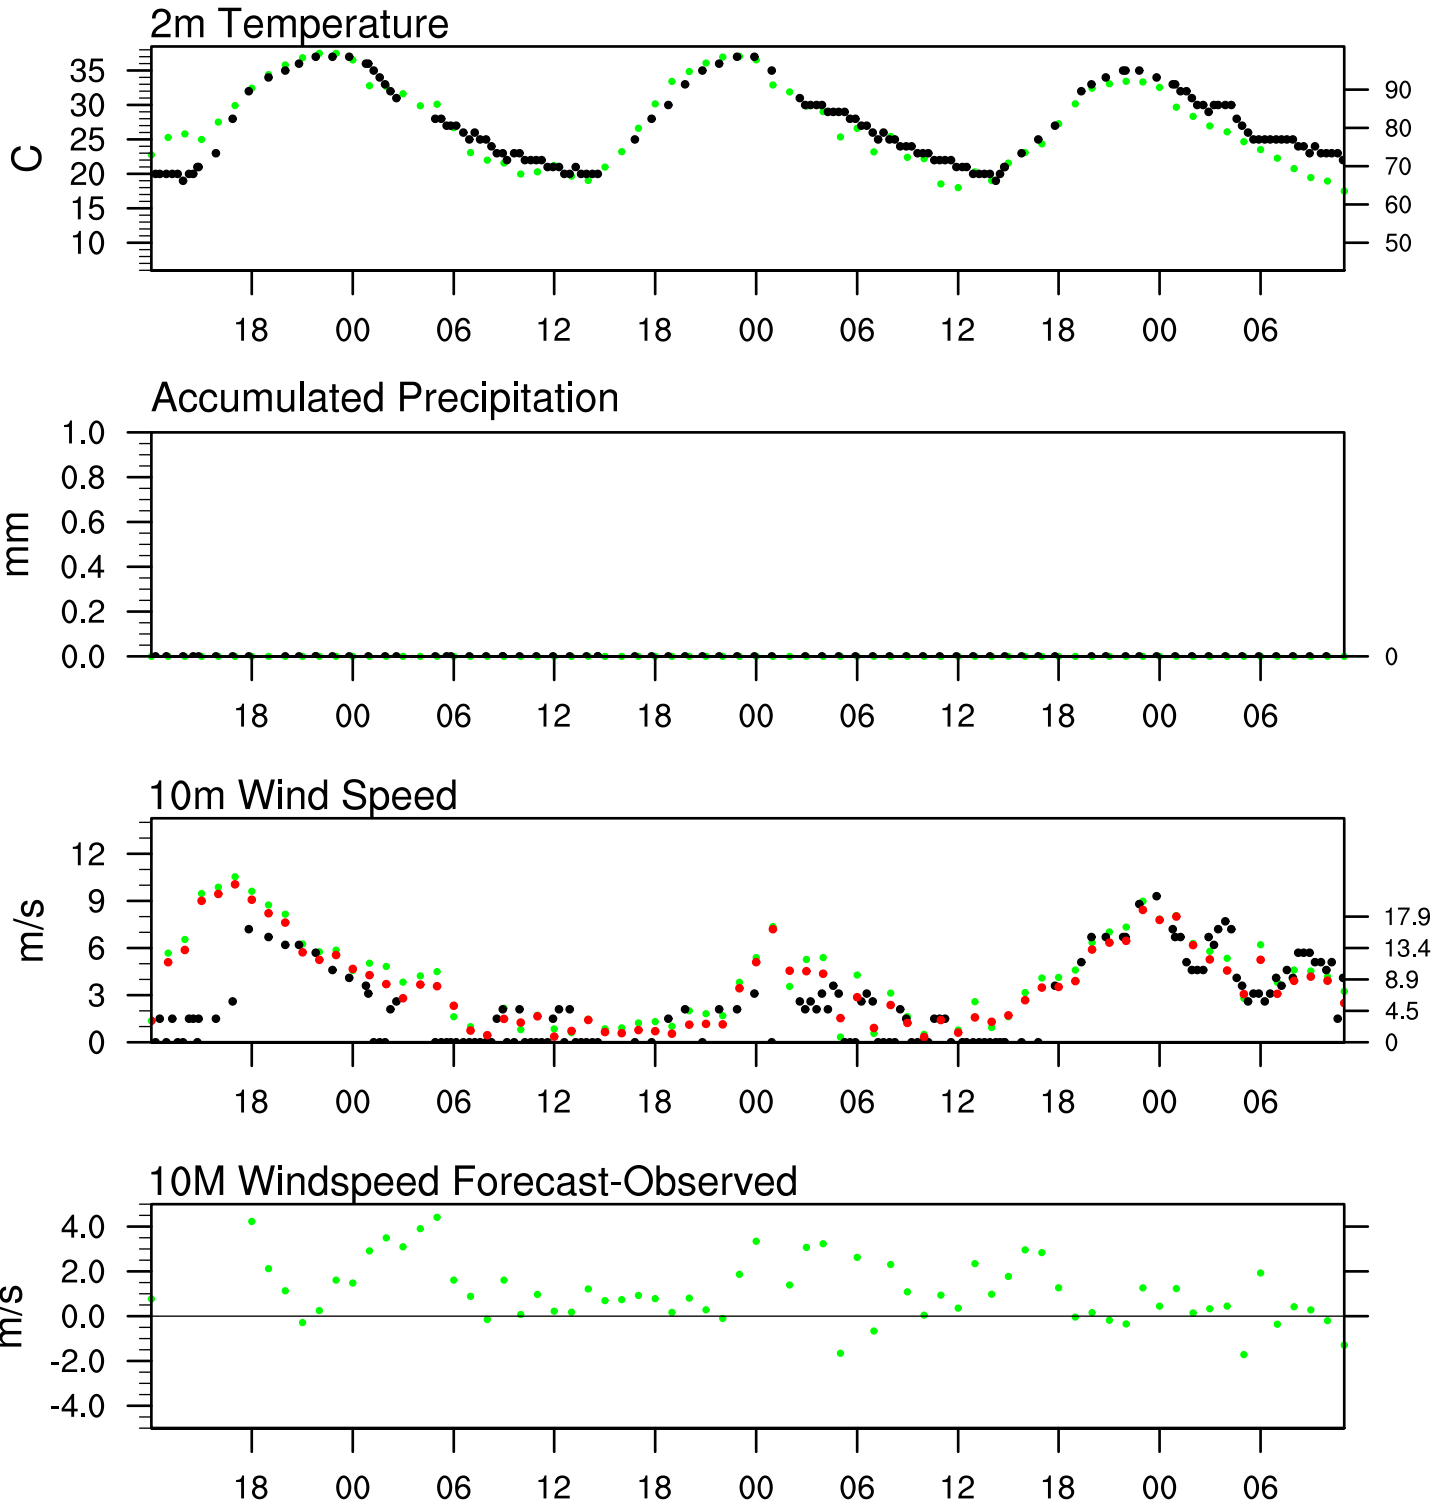 2m Temperature
35
30
25
20
15
10
C
90
80
70
60
50
18 00 06 12 18 00 06 12 18 00 06
Accumulated Precipitation
1.0
0.8
0.6
0.4
0.2
0.0
mm
0
18 00 06 12 18 00 06 12 18 00 06
10m Wind Speed
12
9
6
3
0
m/s
17.9
13.4
8.9
4.5
0
18 00 06 12 18 00 06 12 18 00 06
10M Windspeed Forecast-Observed
4.0
2.0
0.0
-2.0
-4.0
m/s
18 00 06 12 18 00 06 12 18 00 06